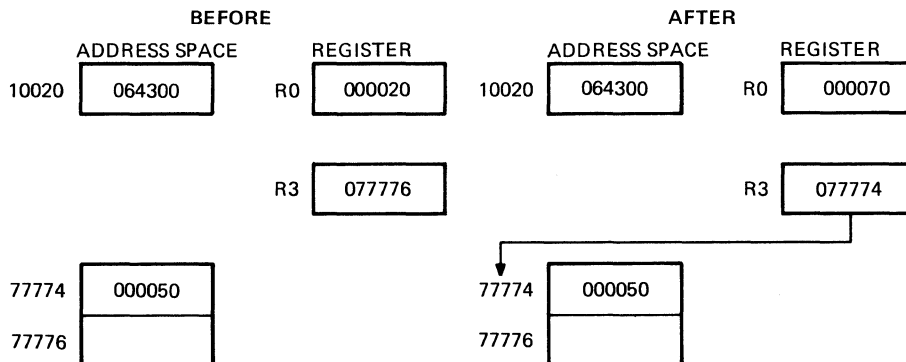 BEFORE AFTER
ADDRESS SPACE REGISTER ADDRESS SPACE REGISTER
10020 064300 R0 000020 10020 064300 R0 000070
R3 077776 R3 077774
77774 000050 77774 000050
77776 77776